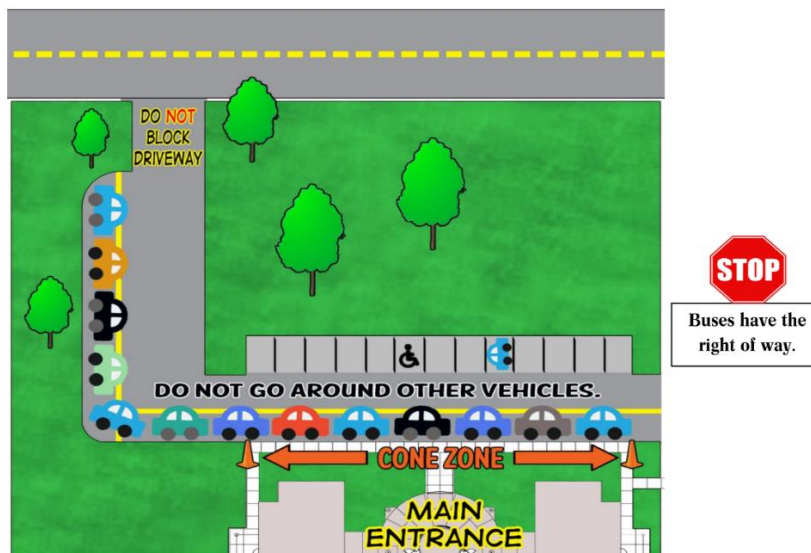 DO NOT
BLOCK
DRIVEWAY
STOP
Buses have the
right of way.
DO NOT GO AROUND OTHER VEHICLES.
CONE ZONE
MAIN
ENTRANCE